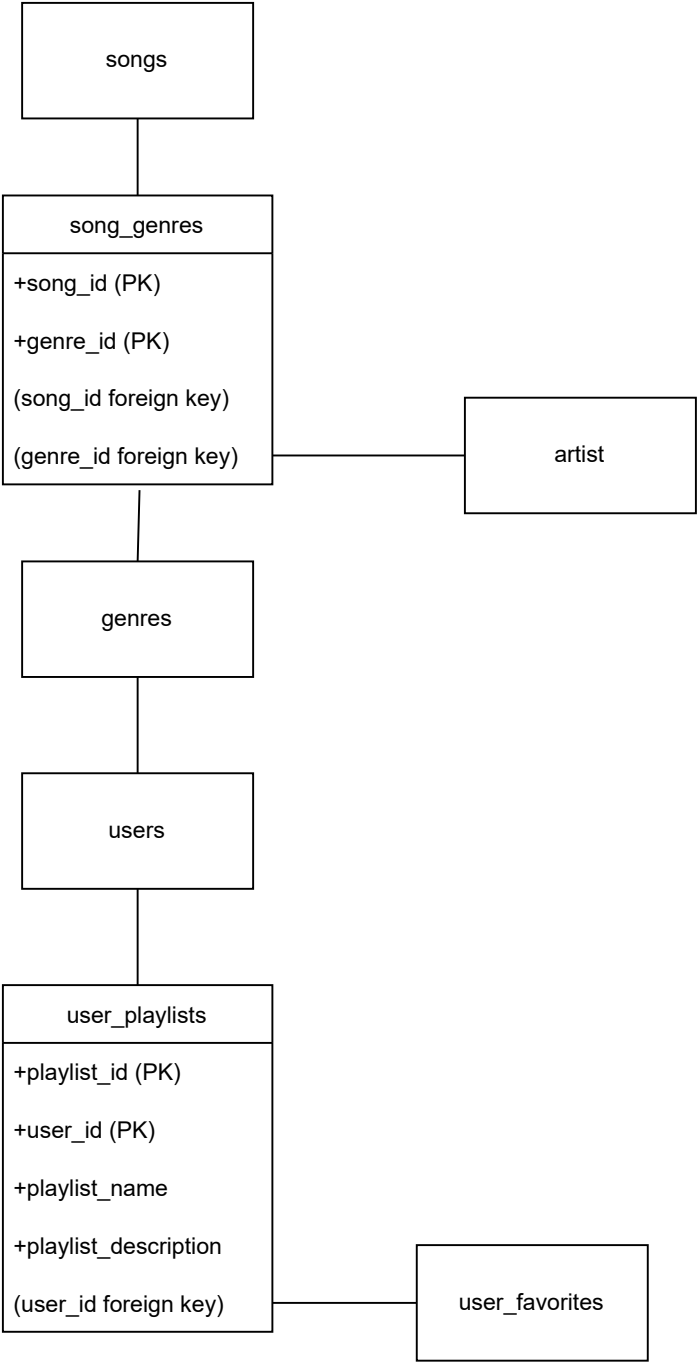 songs
song_genres
+song_id (PK)
+genre_id (PK)
(song_id foreign key)
(genre_id foreign key)
artist
genres
users
user_playlists
+playlist_id (PK)
+user_id (PK)
+playlist_name
+playlist_description
(user_id foreign key)
user_favorites